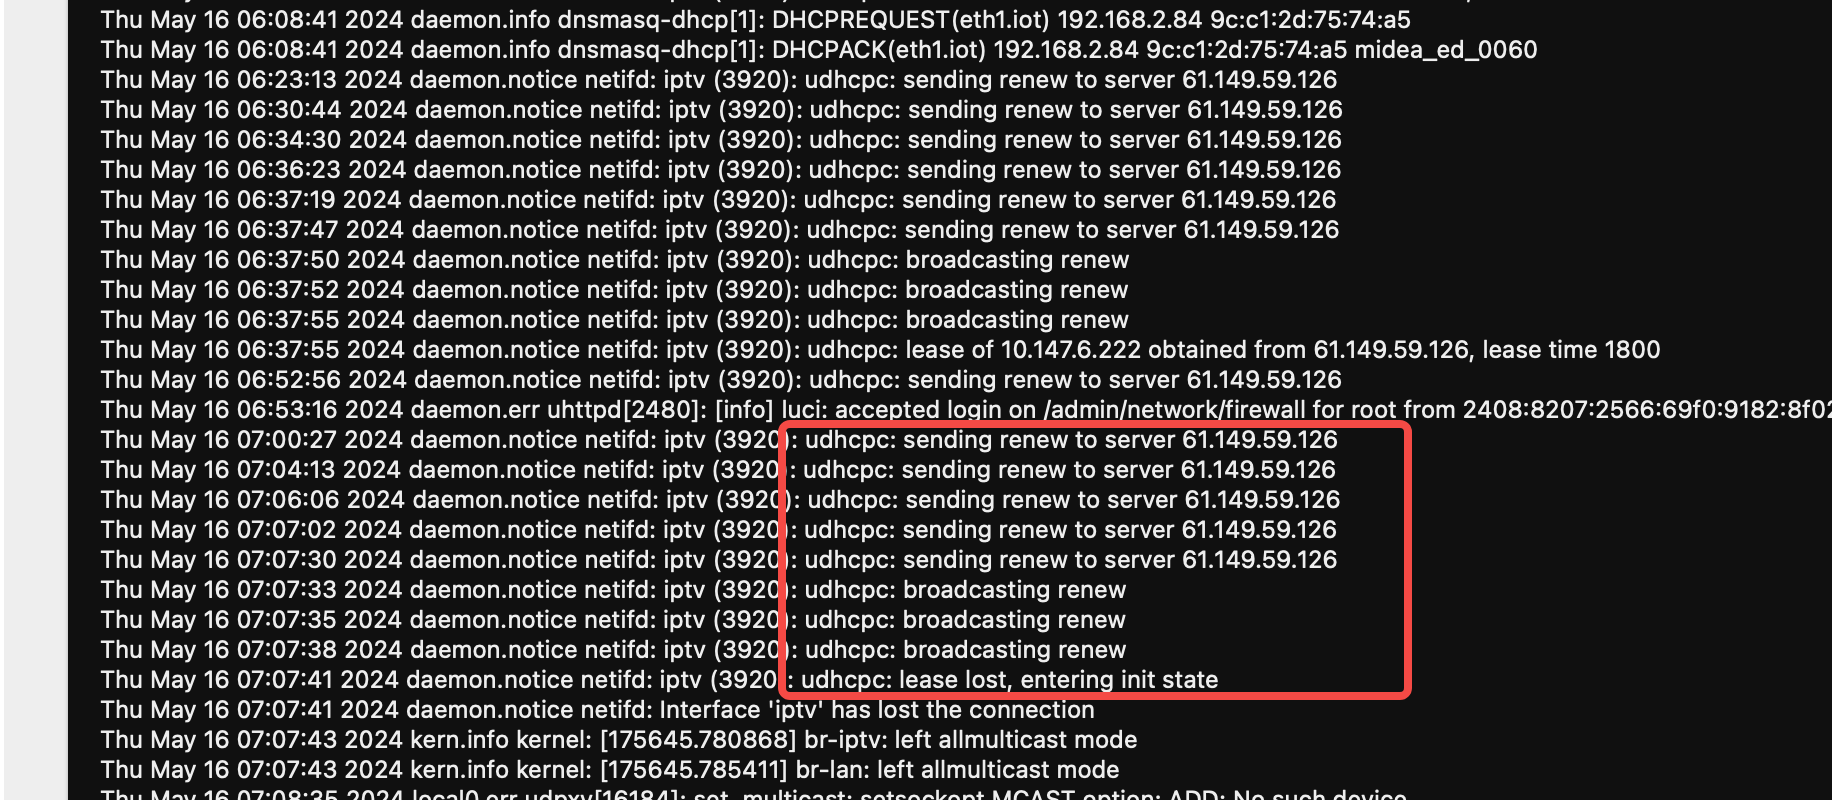 Thu May 16 06:08:41 2024 daemon.info dnsmasq-dhcp[1]: DHCPREQUEST(eth1.iot) 192.168.2.84 9c:c1:2d:75:74:a5
Thu May 16 06:08:41 2024 daemon.info dnsmasq-dhcp[1]: DHCPACK(eth1.iot) 192.168.2.84 9c:c1:2d:75:74:a5 midea_ed_0060
Thu May 16 06:23:13 2024 daemon.notice netifd: iptv (3920): udhcpc: sending renew to server 61.149.59.126
Thu May 16 06:30:44 2024 daemon.notice netifd: iptv (3920): udhcpc: sending renew to server 61.149.59.126
Thu May 16 06:34:30 2024 daemon.notice netifd: iptv (3920): udhcpc: sending renew to server 61.149.59.126
Thu May 16 06:36:23 2024 daemon.notice netifd: iptv (3920): udhcpc: sending renew to server 61.149.59.126
Thu May 16 06:37:19 2024 daemon.notice netifd: iptv (3920): udhcpc: sending renew to server 61.149.59.126
Thu May 16 06:37:47 2024 daemon.notice netifd: iptv (3920): udhcpc: sending renew to server 61.149.59.126
Thu May 16 06:37:50 2024 daemon.notice netifd: iptv (3920): udhcpc: broadcasting renew
Thu May 16 06:37:52 2024 daemon.notice netifd: iptv (3920): udhcpc: broadcasting renew
Thu May 16 06:37:55 2024 daemon.notice netifd: iptv (3920): udhcpc: broadcasting renew
Thu May 16 06:37:55 2024 daemon.notice netifd: iptv (3920): udhcpc: lease of 10.147.6.222 obtained from 61.149.59.126, lease time 1800
Thu May 16 06:52:56 2024 daemon.notice netifd: iptv (3920): udhcpc: sending renew to server 61.149.59.126
Thu May 16 06:53:16 2024 daemon.err uhttpd[2480]: [info] luci: accepted login on /admin/network/firewall for root from 2408:8207:2566:69f0:9182:8f02
Thu May 16 07:00:27 2024 daemon.notice netifd: iptv (3920): udhcpc: sending renew to server 61.149.59.126
Thu May 16 07:04:13 2024 daemon.notice netifd: iptv (3920): udhcpc: sending renew to server 61.149.59.126
Thu May 16 07:06:06 2024 daemon.notice netifd: iptv (3920): udhcpc: sending renew to server 61.149.59.126
Thu May 16 07:07:02 2024 daemon.notice netifd: iptv (3920): udhcpc: sending renew to server 61.149.59.126
Thu May 16 07:07:30 2024 daemon.notice netifd: iptv (3920): udhcpc: sending renew to server 61.149.59.126
Thu May 16 07:07:33 2024 daemon.notice netifd: iptv (3920): udhcpc: broadcasting renew
Thu May 16 07:07:35 2024 daemon.notice netifd: iptv (3920): udhcpc: broadcasting renew
Thu May 16 07:07:38 2024 daemon.notice netifd: iptv (3920): udhcpc: broadcasting renew
Thu May 16 07:07:41 2024 daemon.notice netifd: iptv (3920): udhcpc: lease lost, entering init state
Thu May 16 07:07:41 2024 daemon.notice netifd: Interface 'iptv' has lost the connection
Thu May 16 07:07:43 2024 kern.info kernel: [175645.780868] br-iptv: left allmulticast mode
Thu May 16 07:07:43 2024 kern.info kernel: [175645.785411] br-lan: left allmulticast mode
Thu May 16 07:08:35 2024 local0.err udpxy[16184]: set_multicast: setsockopt MCAST option: ADD: No such device